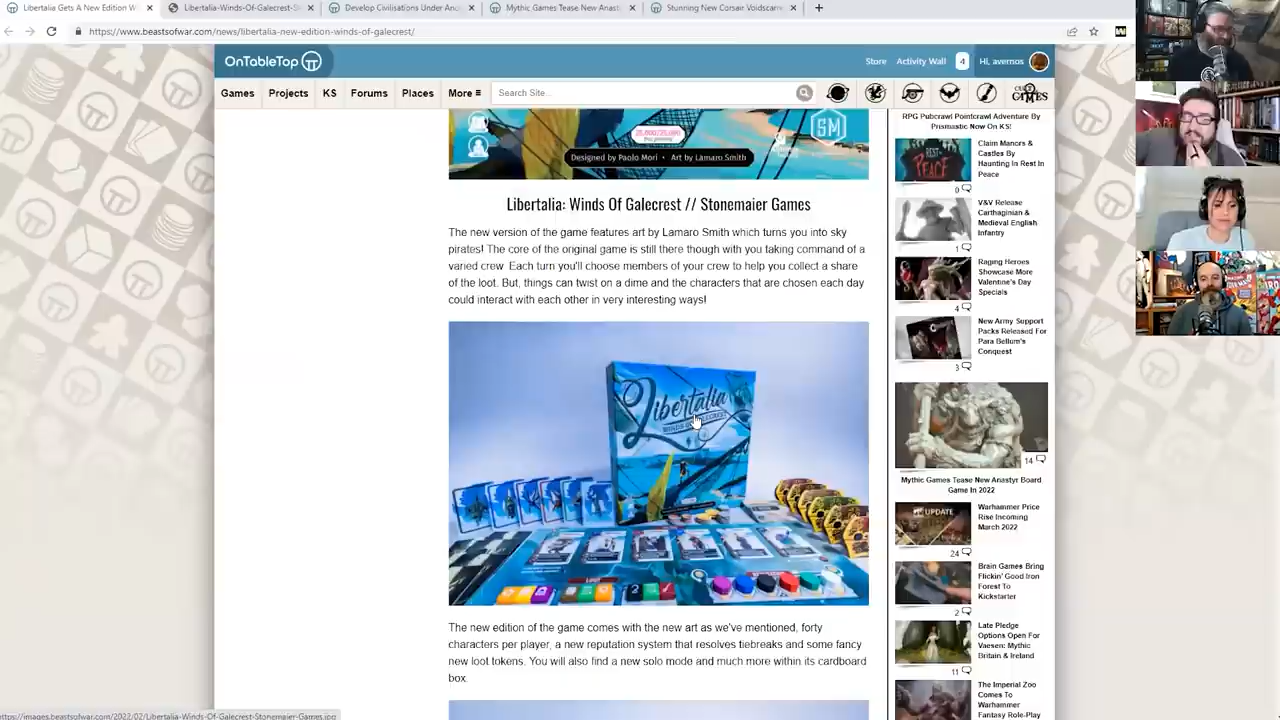 Libertalia Gets A New Edition W
Libertalia-Winds-Of-Galecrest-S
Develop Civilisations Under And
Mythic Games Tease New Anast
Stunning New Corsair Voidscarre
https://www.beastsofwar.com/news/libertalia-new-edition-winds-of-galecrest/
OnTableTop
Store
Activity Wall
4
Hi, avernos
Games
Projects
KS
Forums
Places
More
Search Site...
GAMES
GM
Designed by Paolo Mori • Art by Lamaro Smith
Libertalia: Winds Of Galecrest // Stonemaier Games
The new version of the game features art by Lamaro Smith which turns you into sky
pirates! The core of the original game is still there though with you taking command of a
varied crew. Each turn you'll choose members of your crew to help you collect a share
of the loot. But, things can twist on a dime and the characters that are chosen each day
could interact with each other in very interesting ways!
Libertalia
WINDS OF GALECREST
The new edition of the game comes with the new art as we've mentioned, forty
characters per player, a new reputation system that resolves tiebreaks and some fancy
new loot tokens. You will also find a new solo mode and much more within its cardboard
box.
RPG Pubcrawl Pointcrawl Adventure By
Prismastic Now On KS!
REST IN
PEACE
Claim Manors &
Castles By
Haunting In Rest In
Peace
0
V&V Release
Carthaginian &
Medieval English
Infantry
1
Raging Heroes
Showcase More
Valentine's Day
Specials
4
New Army Support
Packs Released For
Para Bellum's
Conquest
3
14
Mythic Games Tease New Anastyr Board
Game In 2022
UPDATE
Warhammer Price
Rise Incoming
March 2022
24
Brain Games Bring
Flickin' Good Iron
Forest To
Kickstarter
2
Late Pledge
Options Open For
Vaesen: Mythic
Britain & Ireland
11
The Imperial Zoo
Comes To
Warhammer
Fantasy Role-Play
https://images.beastsofwar.com/2022/02/Libertalia-Winds-Of-Galecrest-Stonemaier-Games.jpg